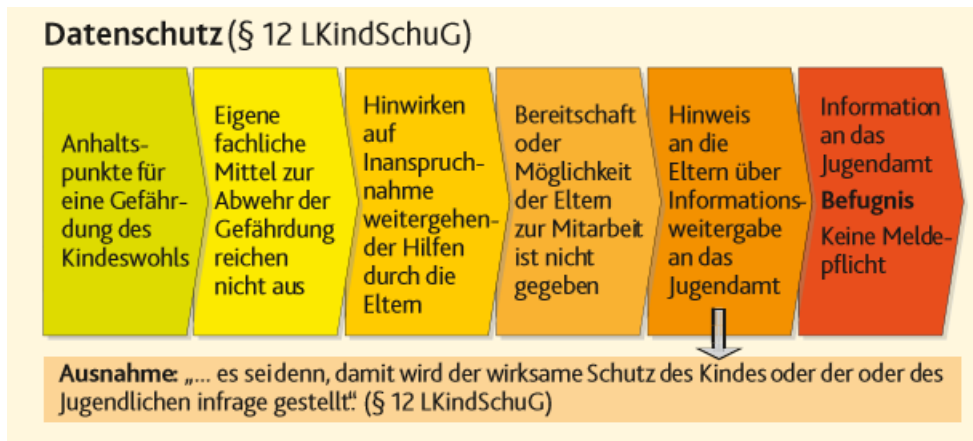 Datenschutz (§ 12 LKindSchuG)
Anhalts-
punkte für
eine Gefähr-
dung des
Kindeswohls
Eigene
fachliche
Mittel zur
Abwehr der
Gefährdung
reichen
nicht aus
Hinwirken
auf
Inanspruch-
nahme
weitergehen-
der Hilfen
durch die
Eltern
Bereitschaft
oder
Möglichkeit
der Eltern
zur Mitarbeit
ist nicht
gegeben
Hinweis
an die
Eltern über
Informations-
weitergabe
an das
Jugendamt
Information
an das
Jugendamt
Befugnis
Keine Melde-
pflicht
Ausnahme: „... es sei denn, damit wird der wirksame Schutz des Kindes oder der oder des
Jugendlichen infrage gestellt“. (§ 12 LKindSchuG)